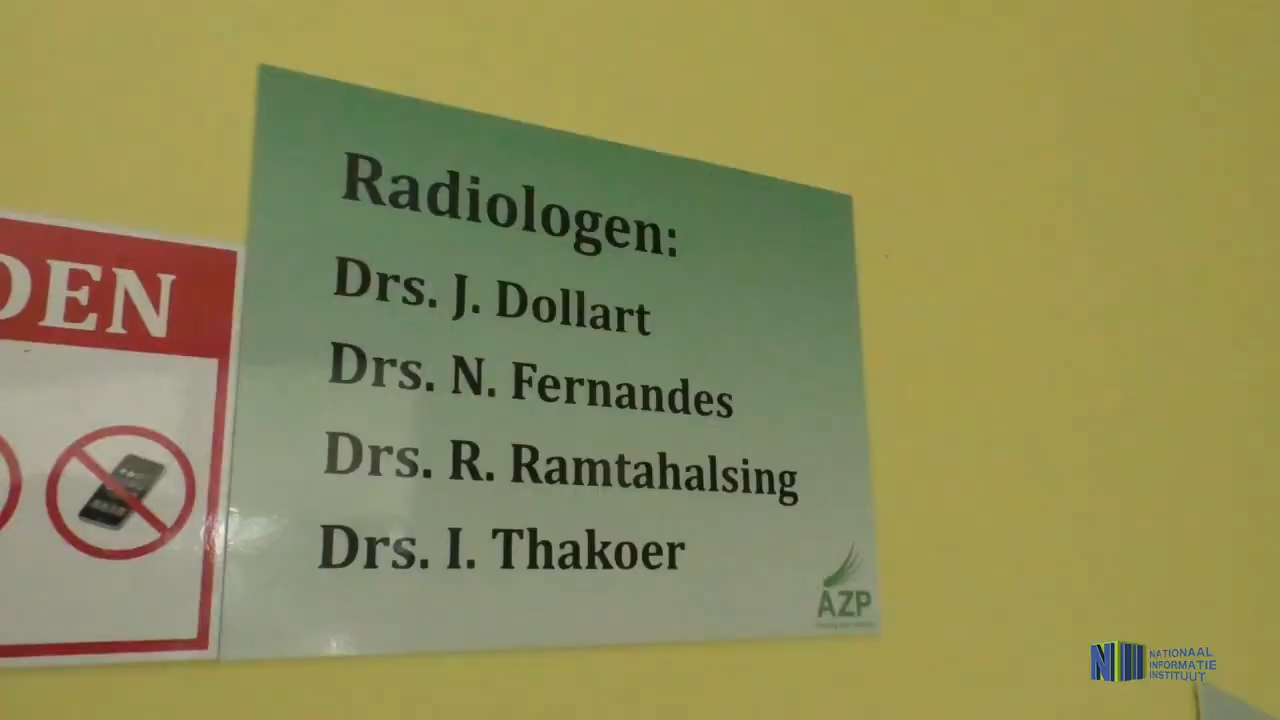 DEN
Radiologen:
Drs. J. Dollart
Drs. N. Fernandes
Drs. R. Ramtahalsing
Drs. I. Thakoer
AZP
NATIONAAL
INFORMATIE
INSTITUUT